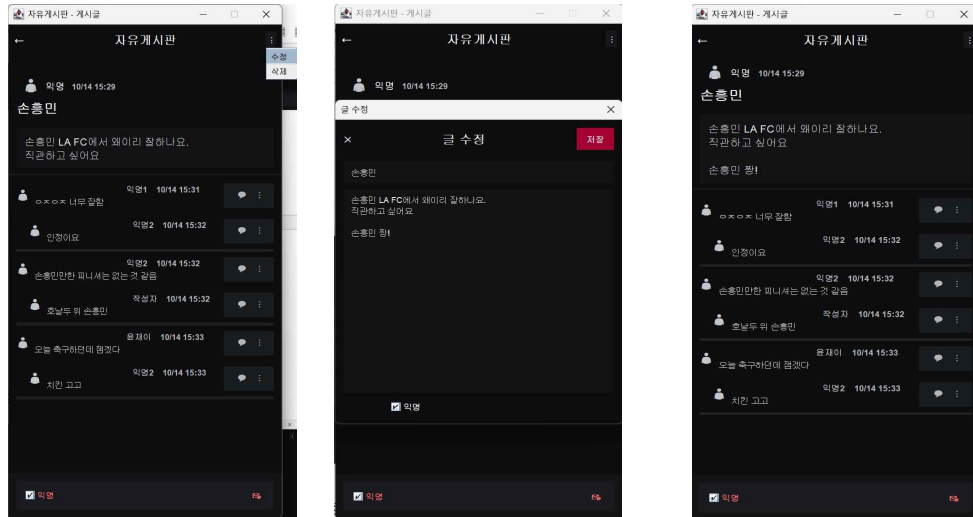 자유게시판 - 게시글
자유게시판
수정
삭제
익명 10/14 15:29
손흥민
손흥민 LA FC에서 왜이리 잘하나요.
직관하고 싶어요
익명1 10/14 15:31
ㅇㅈㅇㅈ 너무 잘함
익명2 10/14 15:32
인정이요
익명2 10/14 15:32
손흥민만한 피니셔는 없는 것 같음
작성자 10/14 15:32
호날두 위 손흥민
윤재이 10/14 15:33
오늘 축구하던데 잼겠다
익명2 10/14 15:33
치킨 고고
익명
자유게시판 - 게시글
자유게시판
익명 10/14 15:29
글 수정
글 수정
저장
손흥민
손흥민 LA FC에서 왜이리 잘하나요.
직관하고 싶어요
손흥민 짱!
익명
익명
자유게시판 - 게시글
자유게시판
익명 10/14 15:29
손흥민
손흥민 LA FC에서 왜이리 잘하나요.
직관하고 싶어요
손흥민 짱!
익명1 10/14 15:31
ㅇㅈㅇㅈ 너무 잘함
익명2 10/14 15:32
인정이요
익명2 10/14 15:32
손흥민만한 피니셔는 없는 것 같음
작성자 10/14 15:32
호날두 위 손흥민
윤재이 10/14 15:33
오늘 축구하던데 잼겠다
익명2 10/14 15:33
치킨 고고
익명